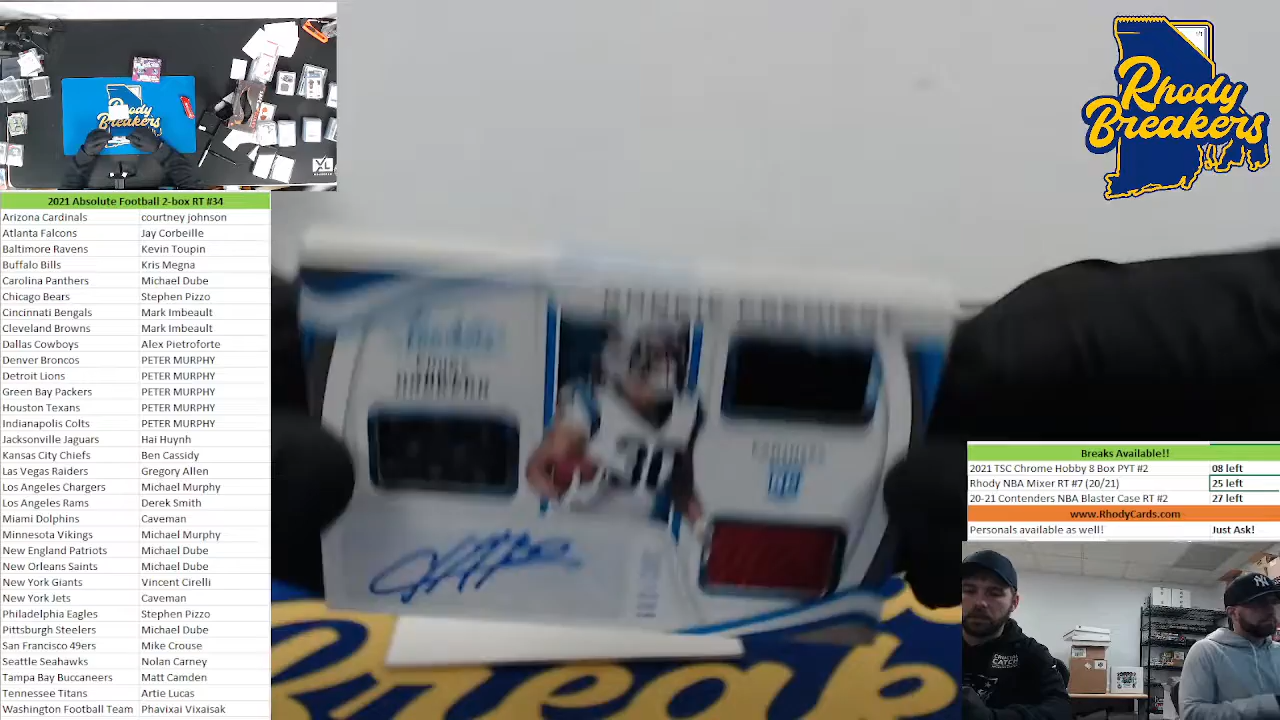 Rhody
Breakers
Rhody
Breakers
2021 Absolute Football 2-box RT #34
Arizona Cardinals courtney johnson
Atlanta Falcons Jay Corbeille
Baltimore Ravens Kevin Toupin
Buffalo Bills Kris Megna
Carolina Panthers Michael Dube
Chicago Bears Stephen Pizzo
Cincinnati Bengals Mark Imbeault
Cleveland Browns Mark Imbeault
Dallas Cowboys Alex Pietroforte
Denver Broncos PETER MURPHY
Detroit Lions PETER MURPHY
Green Bay Packers PETER MURPHY
Houston Texans PETER MURPHY
Indianapolis Colts PETER MURPHY
Jacksonville Jaguars Hai Huynh
Kansas City Chiefs Ben Cassidy
Las Vegas Raiders Gregory Allen
Los Angeles Chargers Michael Murphy
Los Angeles Rams Derek Smith
Miami Dolphins Caveman
Minnesota Vikings Michael Murphy
New England Patriots Michael Dube
New Orleans Saints Michael Dube
New York Giants Vincent Cirelli
New York Jets Caveman
Philadelphia Eagles Stephen Pizzo
Pittsburgh Steelers Michael Dube
San Francisco 49ers Mike Crouse
Seattle Seahawks Nolan Carney
Tampa Bay Buccaneers Matt Camden
Tennessee Titans Artie Lucas
Washington Football Team Phavixai Vixaisak
ROOKIE PREMIERE
HUBBARD
30
Breaks Available!!
2021 TSC Chrome Hobby 8 Box PYT #2 08 left
Rhody NBA Mixer RT #7 (20/21) 25 left
20-21 Contenders NBA Blaster Case RT #2 27 left
www.RhodyCards.com
Personals available as well! Just Ask!
CRUCIAL
CATCH
NY